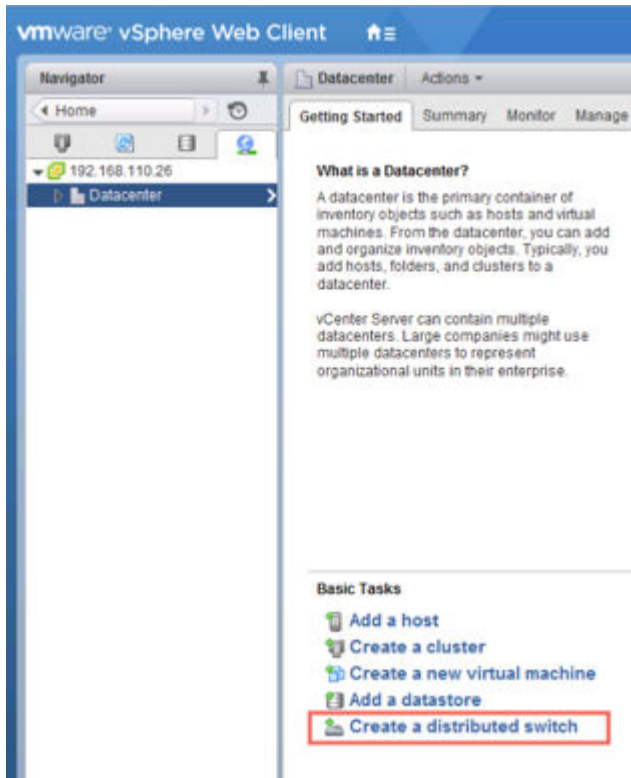 vmware® vSphere Web Client
Navigator
Home
192.168.110.26
Datacenter
Datacenter Actions
Getting Started Summary Monitor Manage
What is a Datacenter?
A datacenter is the primary container of
inventory objects such as hosts and virtual
machines. From the datacenter, you can add
and organize inventory objects. Typically, you
add hosts, folders, and clusters to a
datacenter.
vCenter Server can contain multiple
datacenters. Large companies might use
multiple datacenters to represent
organizational units in their enterprise.
Basic Tasks
Add a host
Create a cluster
Create a new virtual machine
Add a datastore
Create a distributed switch